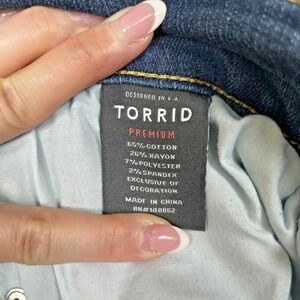 DESIGNED IN L.A.
TORRID
PREMIUM
65% COTTON
26% RAYON
7% POLYESTER
2% SPANDEX
EXCLUSIVE OF
DECORATION
MADE IN CHINA
RN#148862